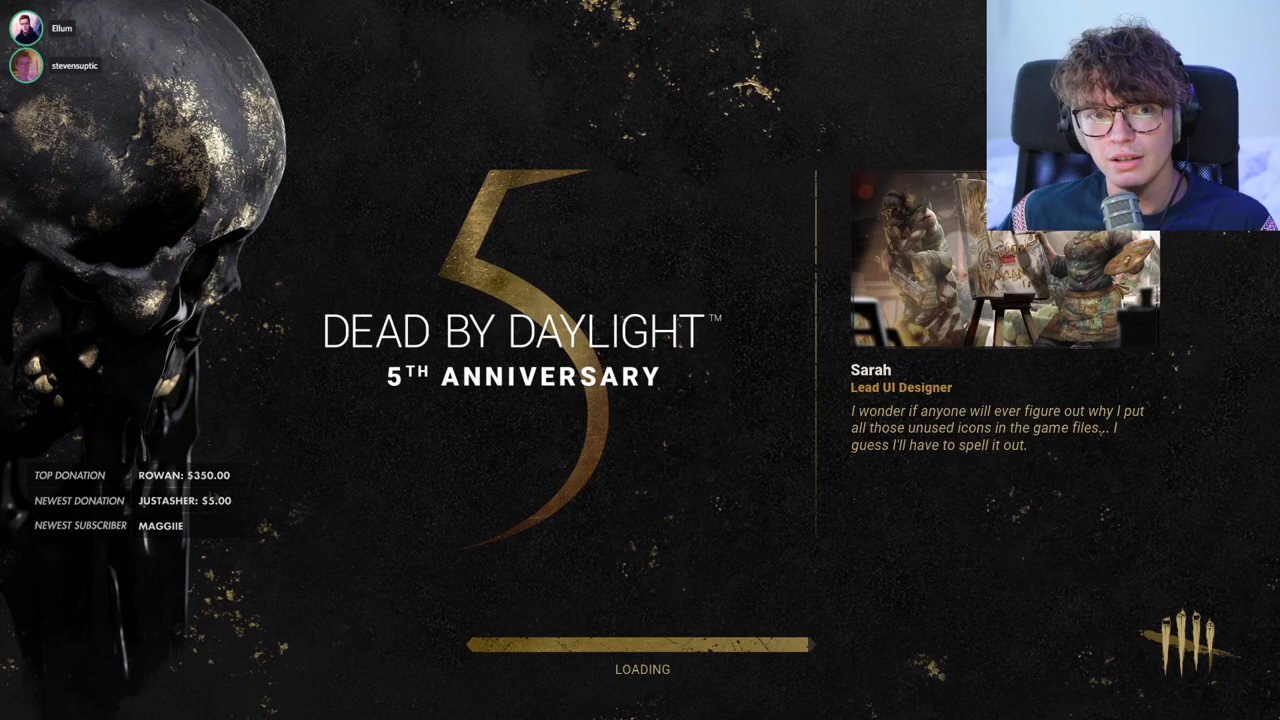 Ellum
stevensuptic
DEAD BY DAYLIGHT™
5TH ANNIVERSARY
Sarah
Lead UI Designer
I wonder if anyone will ever figure out why I put
all those unused icons in the game files... I
guess I'll have to spell it out.
TOP DONATION ROWAN: $350.00
NEWEST DONATION JUSTASHER: $5.00
NEWEST SUBSCRIBER MAGGIIE
LOADING